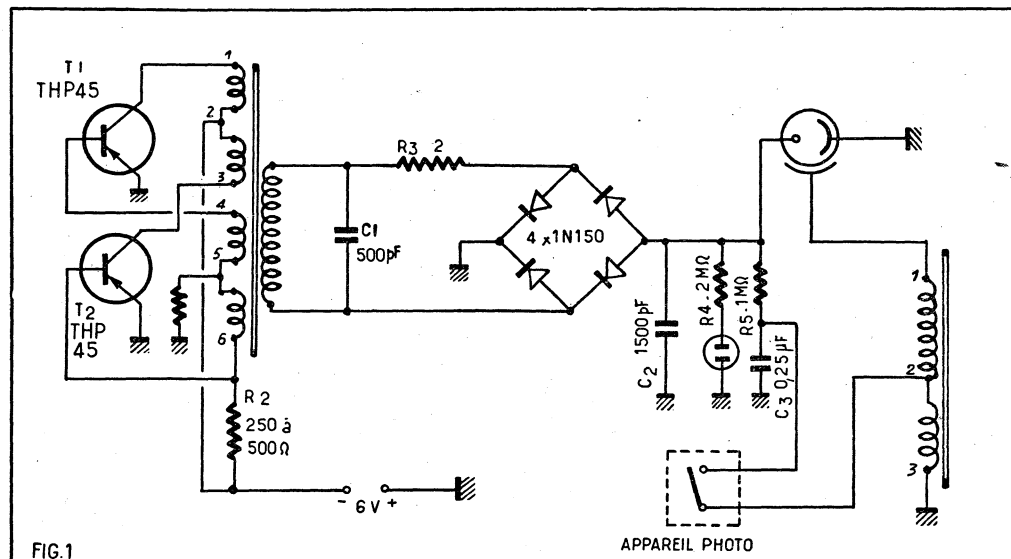 T1
THP45
1
2
3
4
5
6
T2
THP
45
R2
250 à
500Ω
- 6V +
C1
500pF
R3 2
4 x 1N150
C2 1500pF
R4-2MΩ
R5-1MΩ
C3 0,25µF
1
2
3
APPAREIL PHOTO
FIG.1